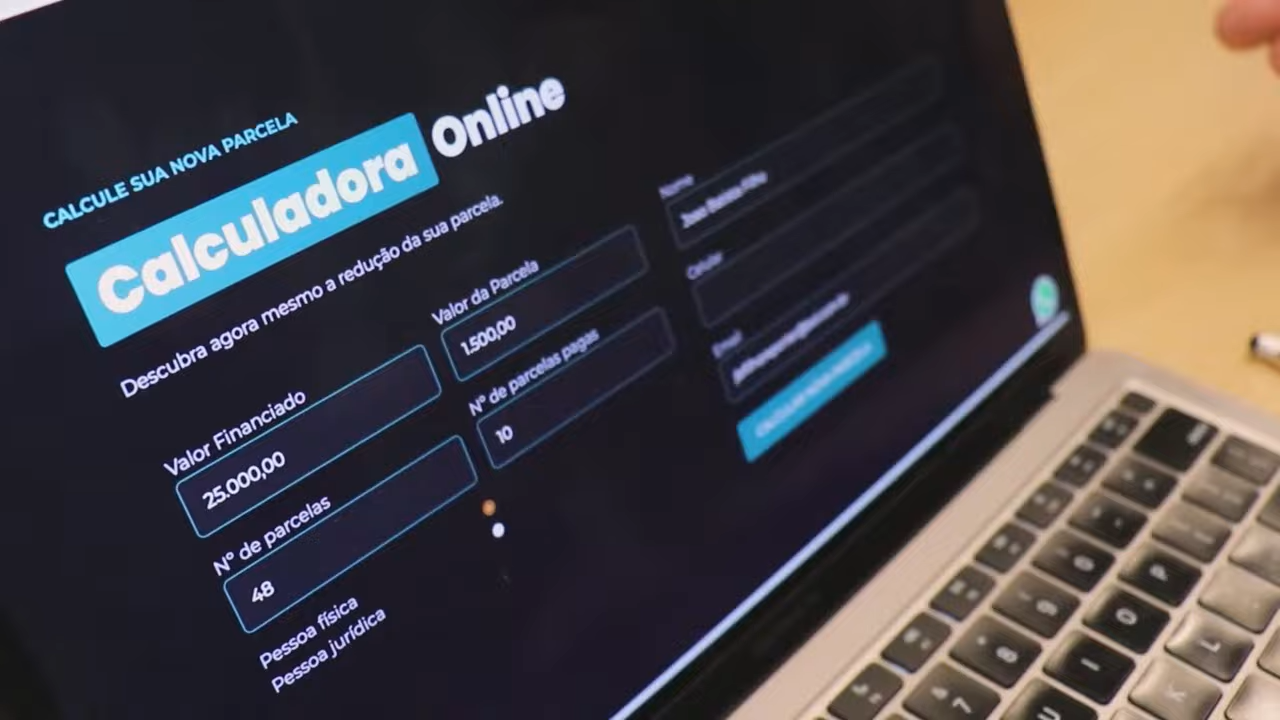 CALCULE SUA NOVA PARCELA
Calculadora Online
Descubra agora mesmo a redução da sua parcela.
Valor Financiado
25.000,00
Valor da Parcela
1.500,00
Nº de parcelas
48
Nº de parcelas pagas
10
Pessoa física
Pessoa jurídica
Nome
Celular
Email